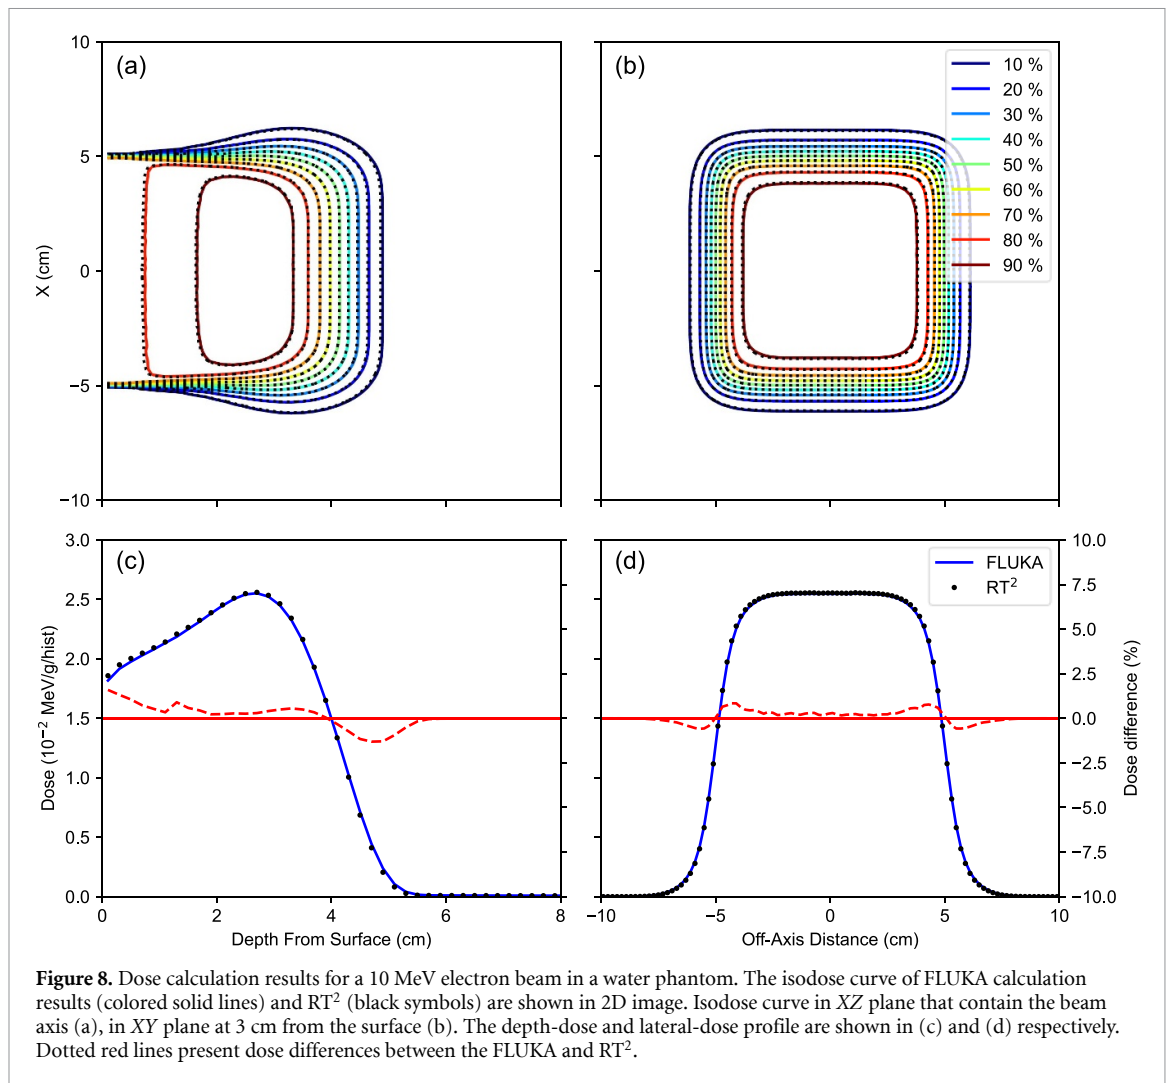 10
5
0
−5
−10
X (cm)
(a)
(b)
10 %
20 %
30 %
40 %
50 %
60 %
70 %
80 %
90 %
3.0
2.5
2.0
1.5
1.0
0.5
0.0
Dose (10⁻² MeV/g/hist)
(c)
0 2 4 6 8
Depth From Surface (cm)
(d)
FLUKA
RT²
10.0
7.5
5.0
2.5
0.0
−2.5
−5.0
−7.5
−10.0
Dose difference (%)
−10 −5 0 5 10
Off-Axis Distance (cm)
Figure 8. Dose calculation results for a 10 MeV electron beam in a water phantom. The isodose curve of FLUKA calculation
results (colored solid lines) and RT² (black symbols) are shown in 2D image. Isodose curve in XZ plane that contain the beam
axis (a), in XY plane at 3 cm from the surface (b). The depth-dose and lateral-dose profile are shown in (c) and (d) respectively.
Dotted red lines present dose differences between the FLUKA and RT².